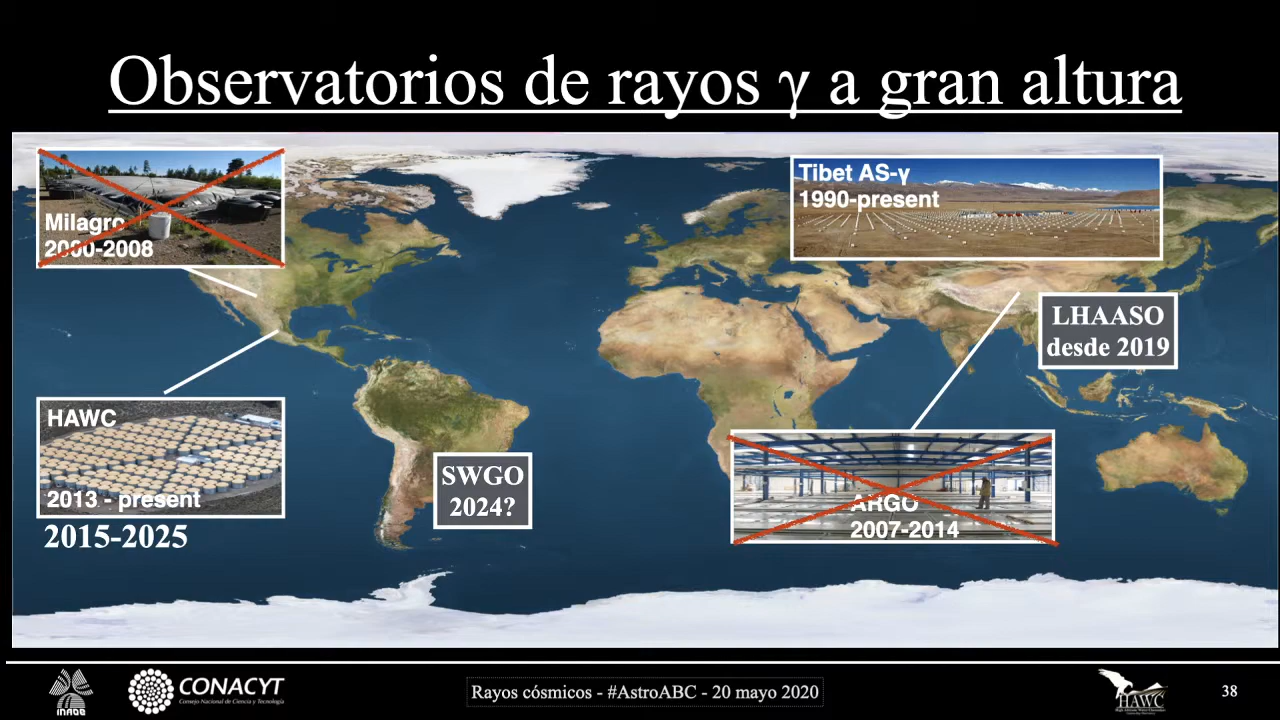 Observatorios de rayos γ a gran altura
Milagro
2000-2008
Tibet AS-γ
1990-present
LHAASO
desde 2019
HAWC
2013 - present
2015-2025
SWGO
2024?
ARGO
2007-2014
INAOE
CONACYT
Consejo Nacional de Ciencia y Tecnología
Rayos cósmicos - #AstroABC - 20 mayo 2020
HAWC
38